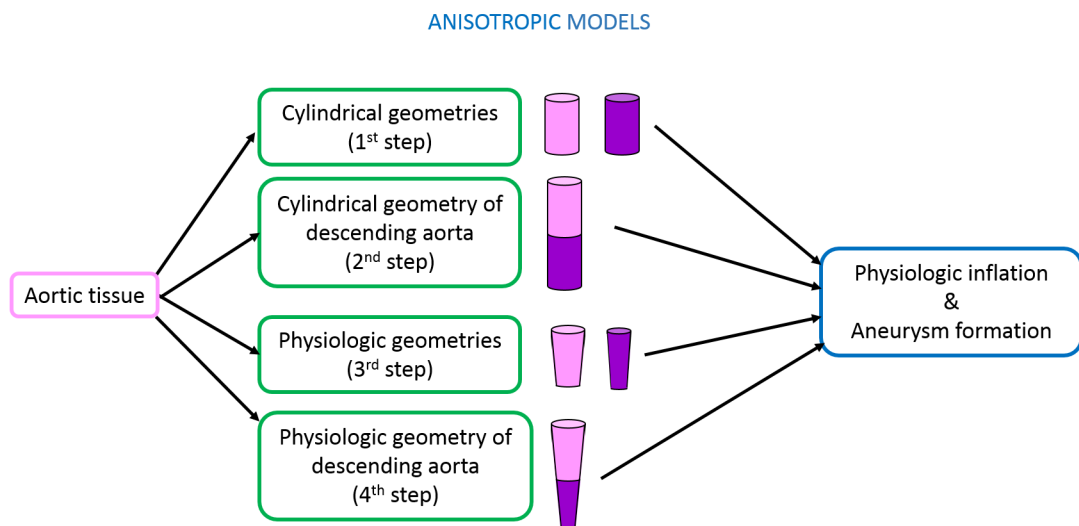 ANISOTROPIC MODELS
Cylindrical geometries
(1st step)
Cylindrical geometry of
descending aorta
(2nd step)
Aortic tissue
Physiologic geometries
(3rd step)
Physiologic geometry of
descending aorta
(4th step)
Physiologic inflation
&
Aneurysm formation